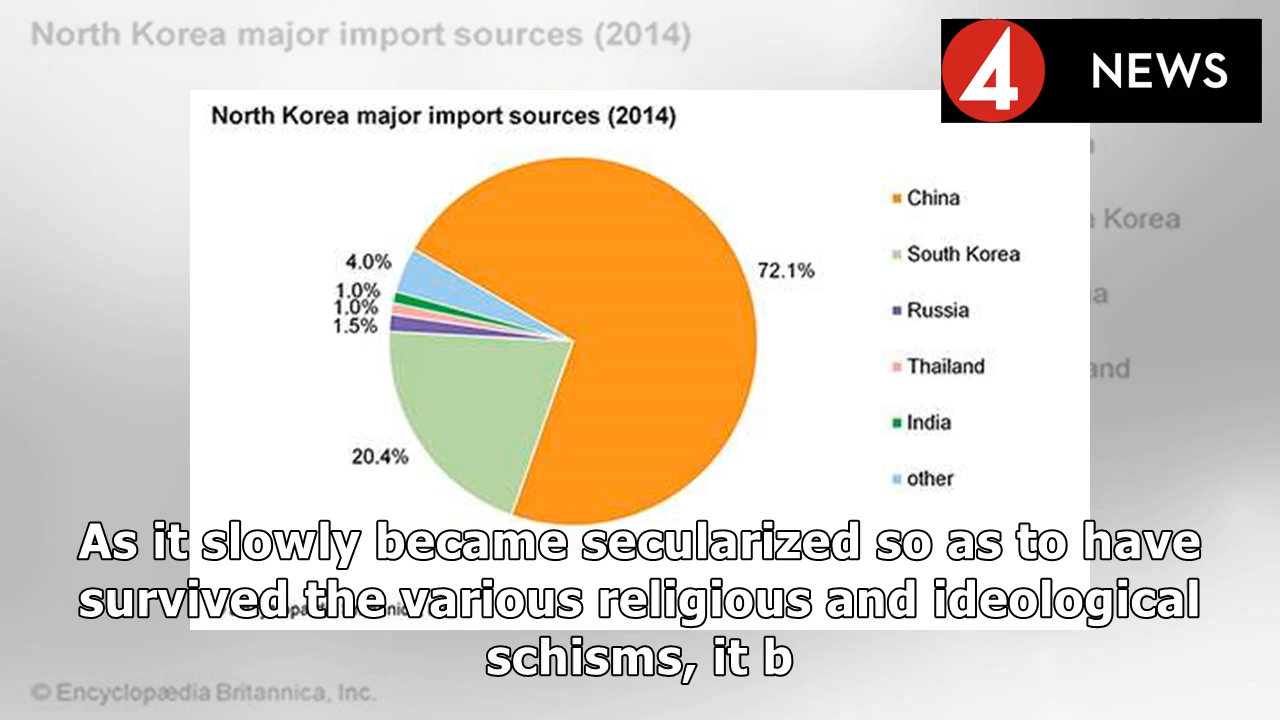 North Korea major import sources (2014)
4 NEWS
North Korea major import sources (2014)
China
South Korea
Russia
Thailand
India
other
72.1%
20.4%
1.5%
1.0%
1.0%
4.0%
Korea
As it slowly became secularized so as to have
survived the various religious and ideological
schisms, it b
© Encyclopædia Britannica, Inc.